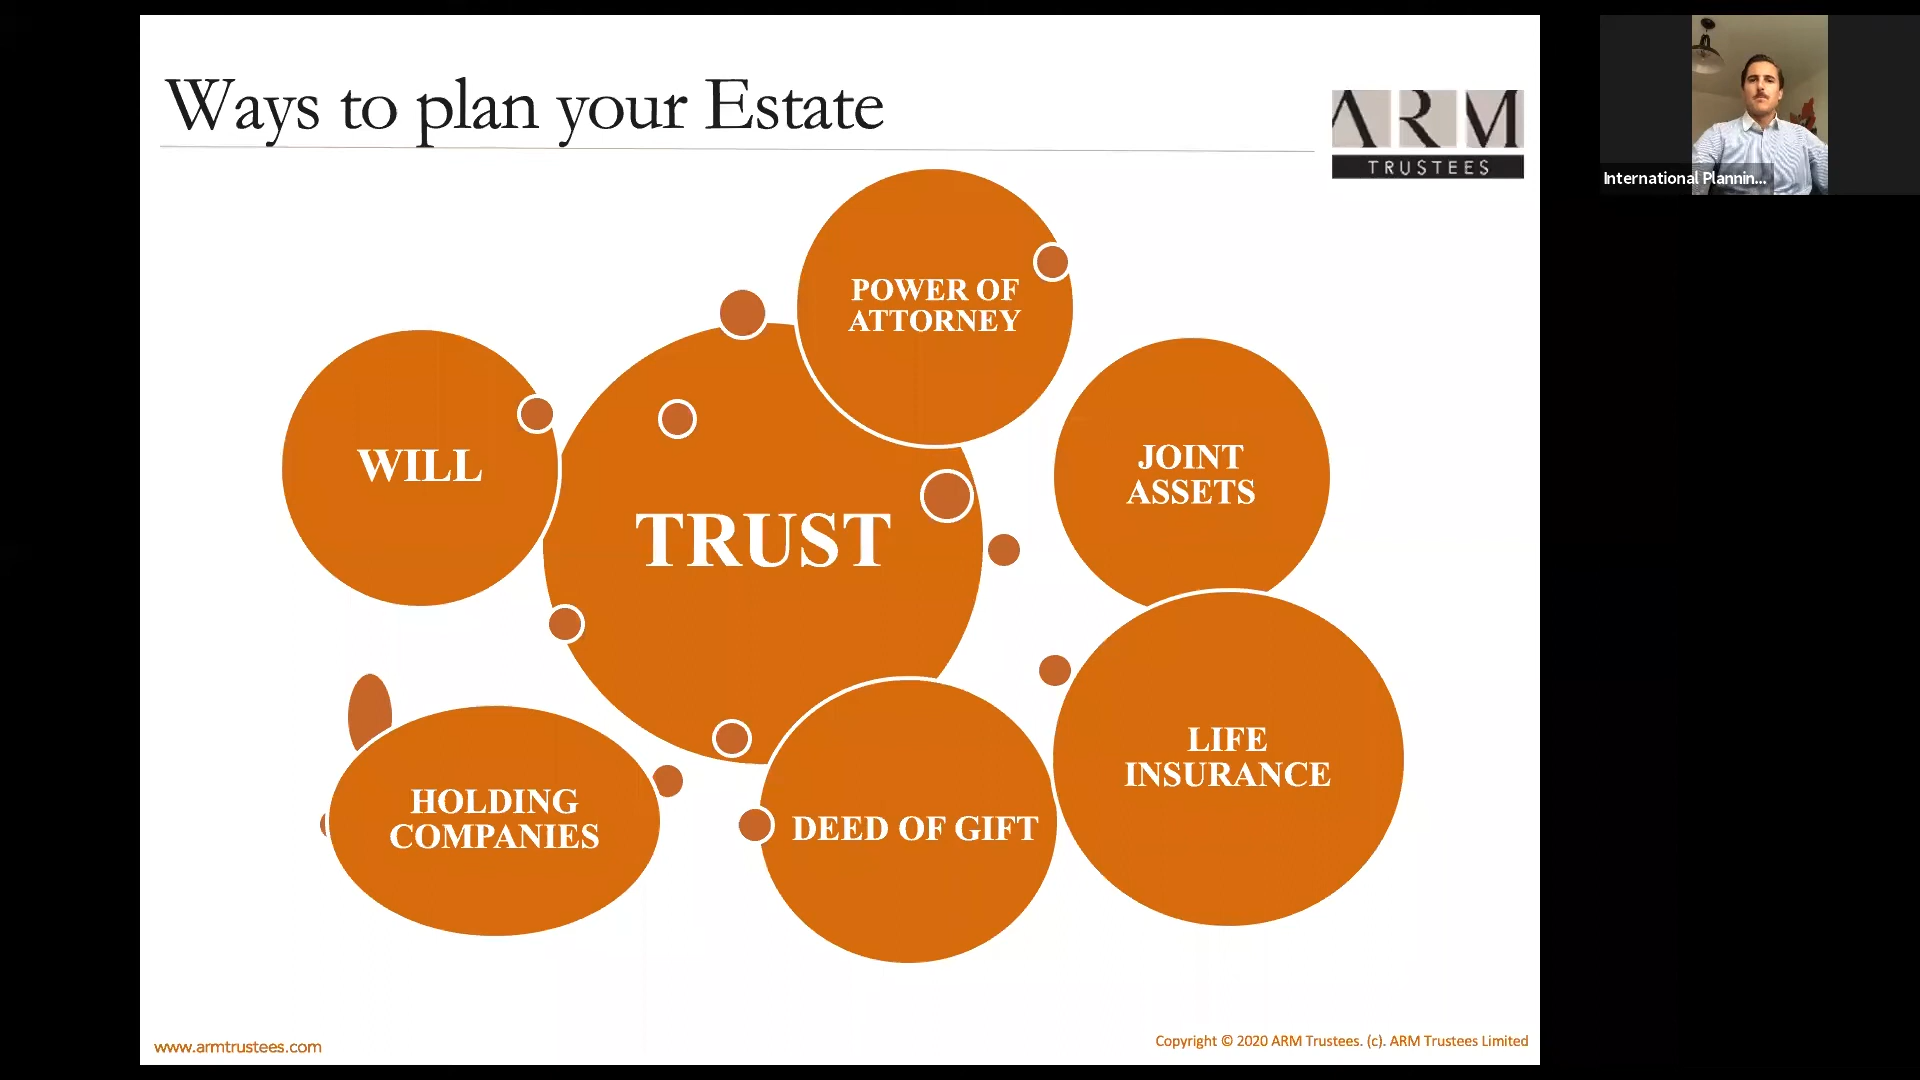 Ways to plan your Estate
ARM
TRUSTEES
International Plannin...
POWER OF
ATTORNEY
WILL
JOINT
ASSETS
TRUST
LIFE
INSURANCE
HOLDING
COMPANIES
DEED OF GIFT
www.armtrustees.com
Copyright © 2020 ARM Trustees. (c). ARM Trustees Limited